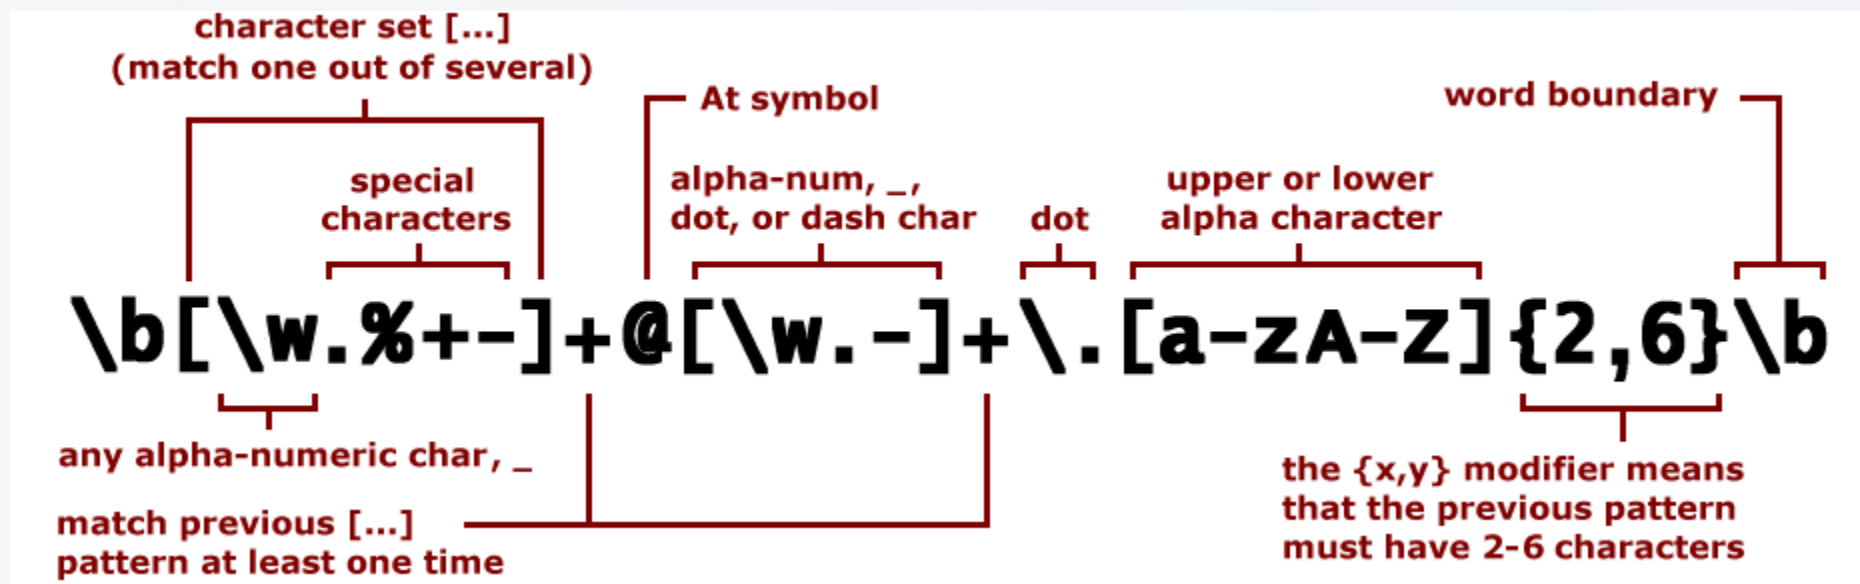 character set [...]
(match one out of several)
At symbol
word boundary
special
characters
alpha-num, _,
dot, or dash char
dot
upper or lower
alpha character
\b[\w.%+-]+@[\w.-]+\.[a-zA-Z]{2,6}\b
any alpha-numeric char, _
match previous [...]
pattern at least one time
the {x,y} modifier means
that the previous pattern
must have 2-6 characters